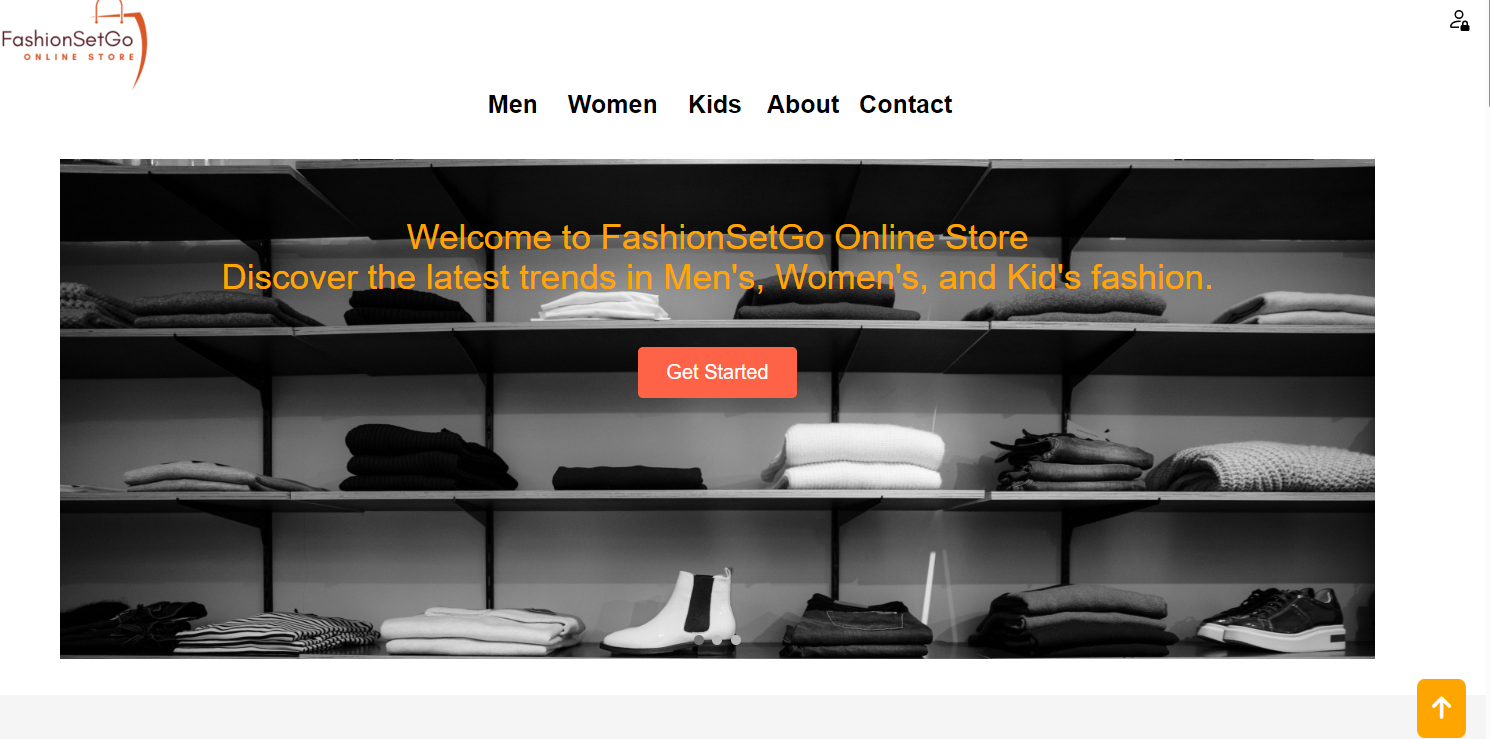 FashionSetGo
ONLINE STORE
Men Women Kids About Contact
Welcome to FashionSetGo Online Store
Discover the latest trends in Men's, Women's, and Kid's fashion.
Get Started